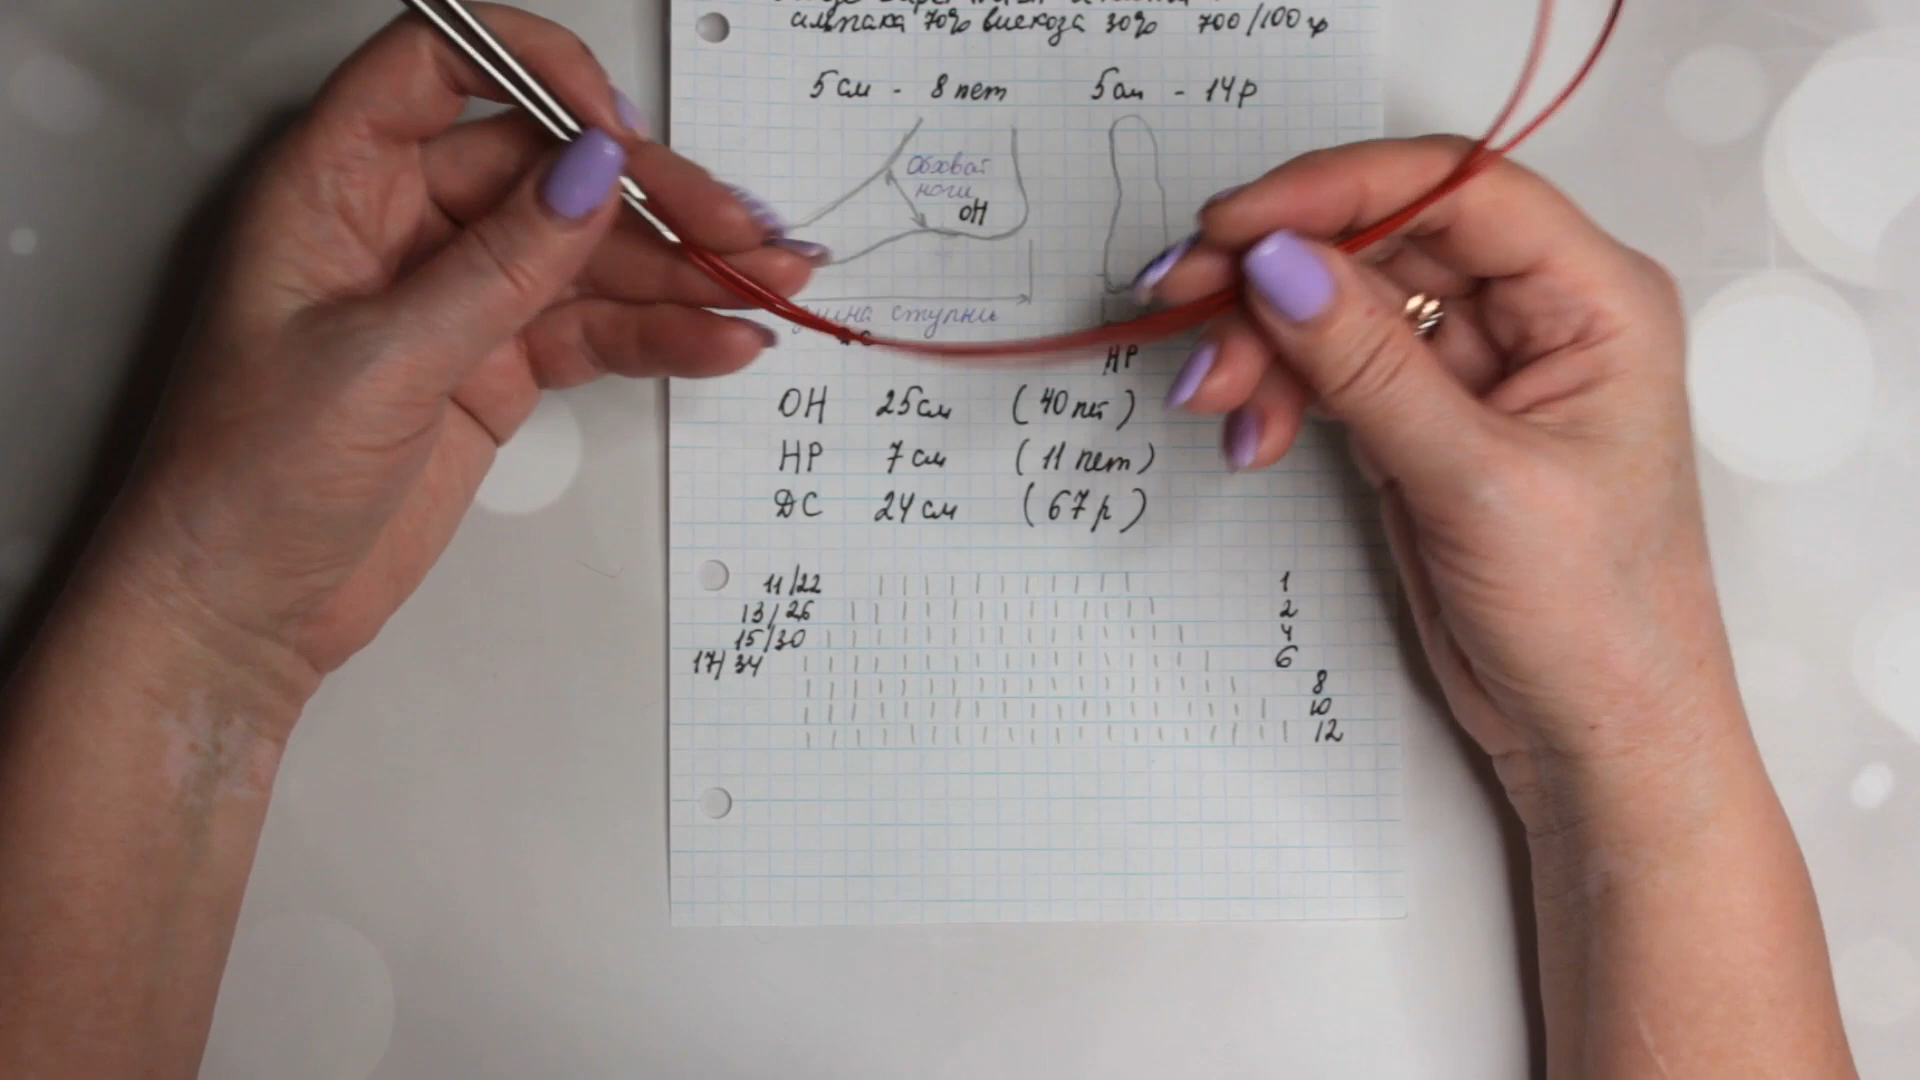 альпака 70% вискоза 30% 700/100 гр
5 см - 8 пет 5 см - 14 р
Обхват
ноги
ОН
ступни
НР
ОН 25 см (40 пет)
НР 7 см (11 пет)
ДС 24 см (67 р)
11/22 1
13/26 2
15/30 4
17/34 6
8
10
12